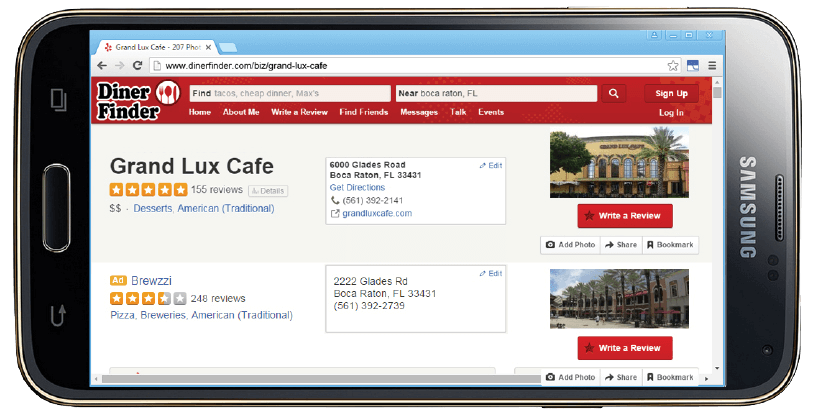 Grand Lux Cafe - 207 Phot
www.dinerfinder.com/biz/grand-lux-cafe
Diner
Finder
Find tacos, cheap dinner, Max's
Near boca raton, FL
Sign Up
Home About Me Write a Review Find Friends Messages Talk Events
Log In
Grand Lux Cafe
155 reviews Details
$$ · Desserts, American (Traditional)
6000 Glades Road
Edit
Boca Raton, FL 33431
Get Directions
(561) 392-2141
grandluxcafe.com
GRAND LUX CAFE
Write a Review
Add Photo Share Bookmark
Ad Brewzzi
248 reviews
Pizza, Breweries, American (Traditional)
Edit
2222 Glades Rd
Boca Raton, FL 33431
(561) 392-2739
Write a Review
Add Photo Share Bookmark
SAMSUNG